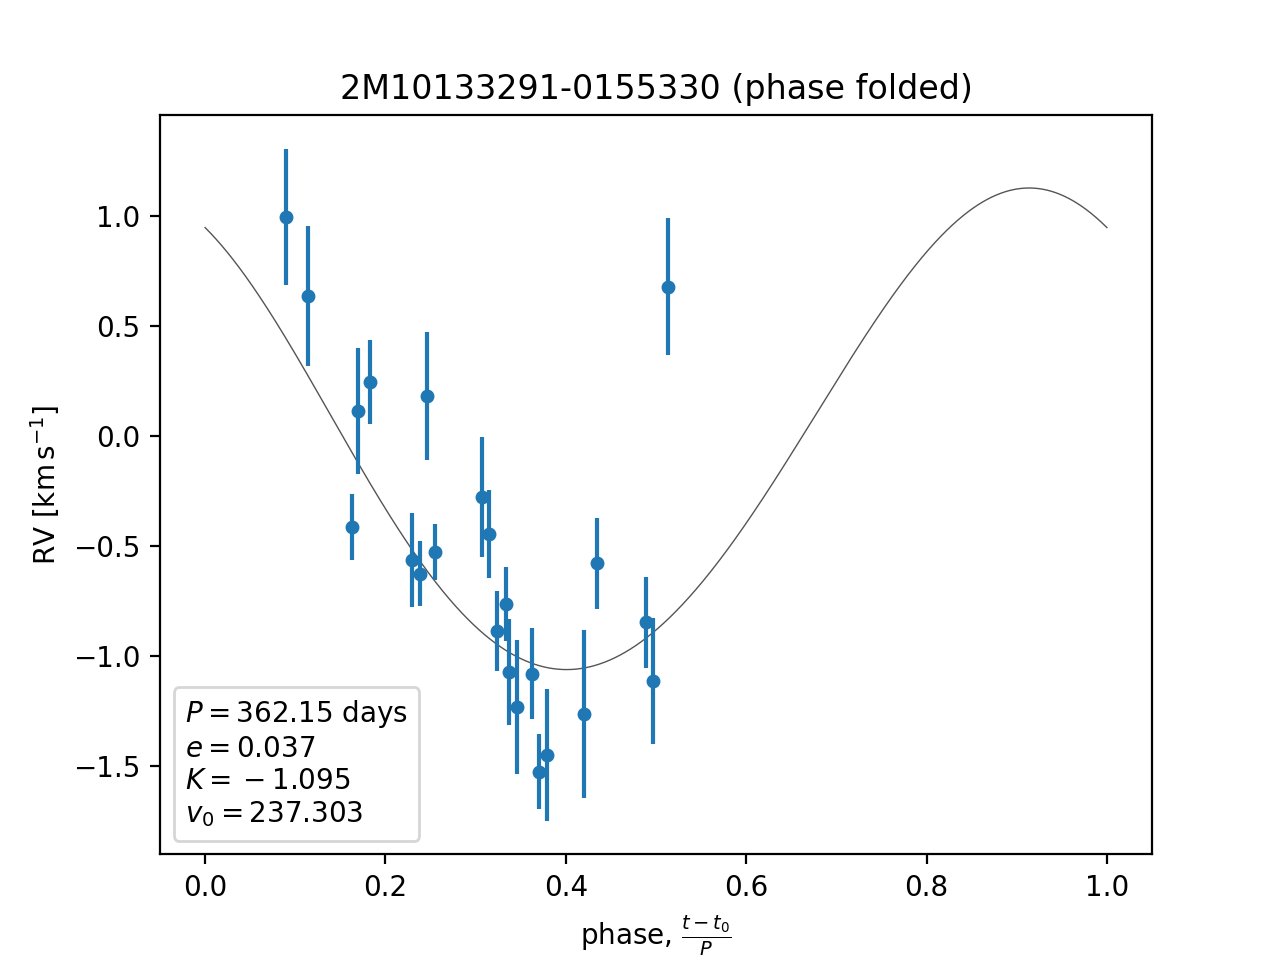 2M10133291-0155330 (phase folded)
RV [km s⁻¹]
1.0
0.5
0.0
−0.5
−1.0
−1.5
P = 362.15 days
e = 0.037
K = −1.095
v₀ = 237.303
0.0 0.2 0.4 0.6 0.8 1.0
phase, (t − t₀)/P